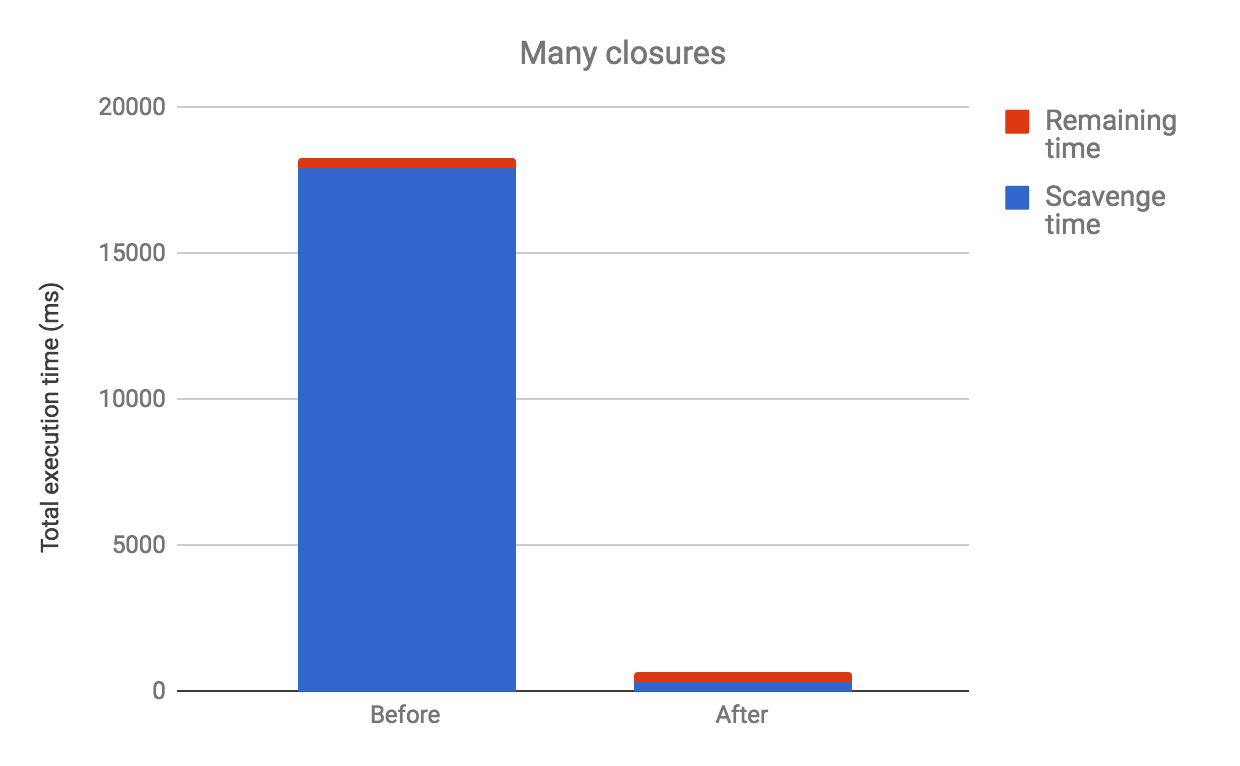 Many closures
20000
15000
10000
5000
0
Total execution time (ms)
Before
After
Remaining
time
Scavenge
time